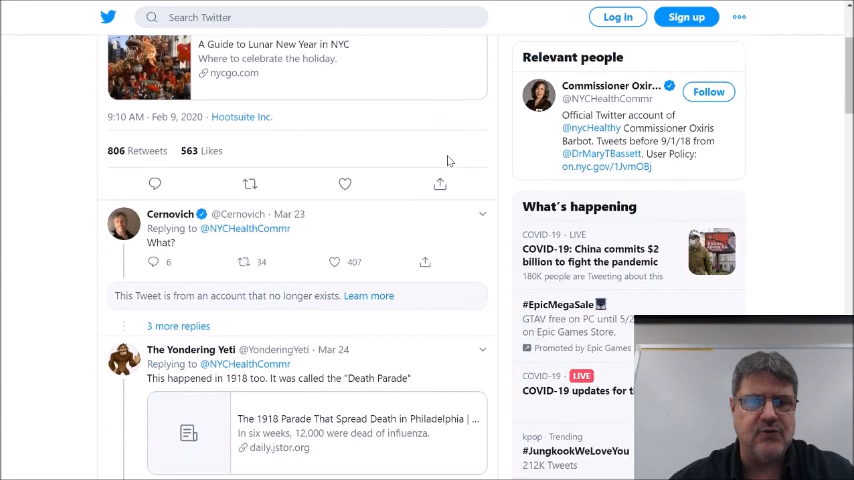 Search Twitter
Log in
Sign up
A Guide to Lunar New Year in NYC
Where to celebrate the holiday.
nycgo.com
9:10 AM · Feb 9, 2020 · Hootsuite Inc.
806 Retweets 563 Likes
Cernovich @Cernovich · Mar 23
Replying to @NYCHealthCommr
What?
6 34 407
This Tweet is from an account that no longer exists. Learn more
3 more replies
The Yondering Yeti @YonderingYeti · Mar 24
Replying to @NYCHealthCommr
This happened in 1918 too. It was called the "Death Parade"
The 1918 Parade That Spread Death in Philadelphia | ...
In six weeks, 12,000 were dead of influenza.
daily.jstor.org
Relevant people
Commissioner Oxir...
@NYCHealthCommr
Follow
Official Twitter account of
@nycHealthy Commissioner Oxiris
Barbot. Tweets before 9/1/18 from
@DrMaryTBassett. User Policy:
on.nyc.gov/1JvmOBj
What's happening
COVID-19 · LIVE
COVID-19: China commits $2
billion to fight the pandemic
180K people are Tweeting about this
#EpicMegaSale
GTAV free on PC until 5/2
on Epic Games Store.
Promoted by Epic Games
COVID-19 · LIVE
COVID-19 updates for t
kpop · Trending
#JungkookWeLoveYou
212K Tweets